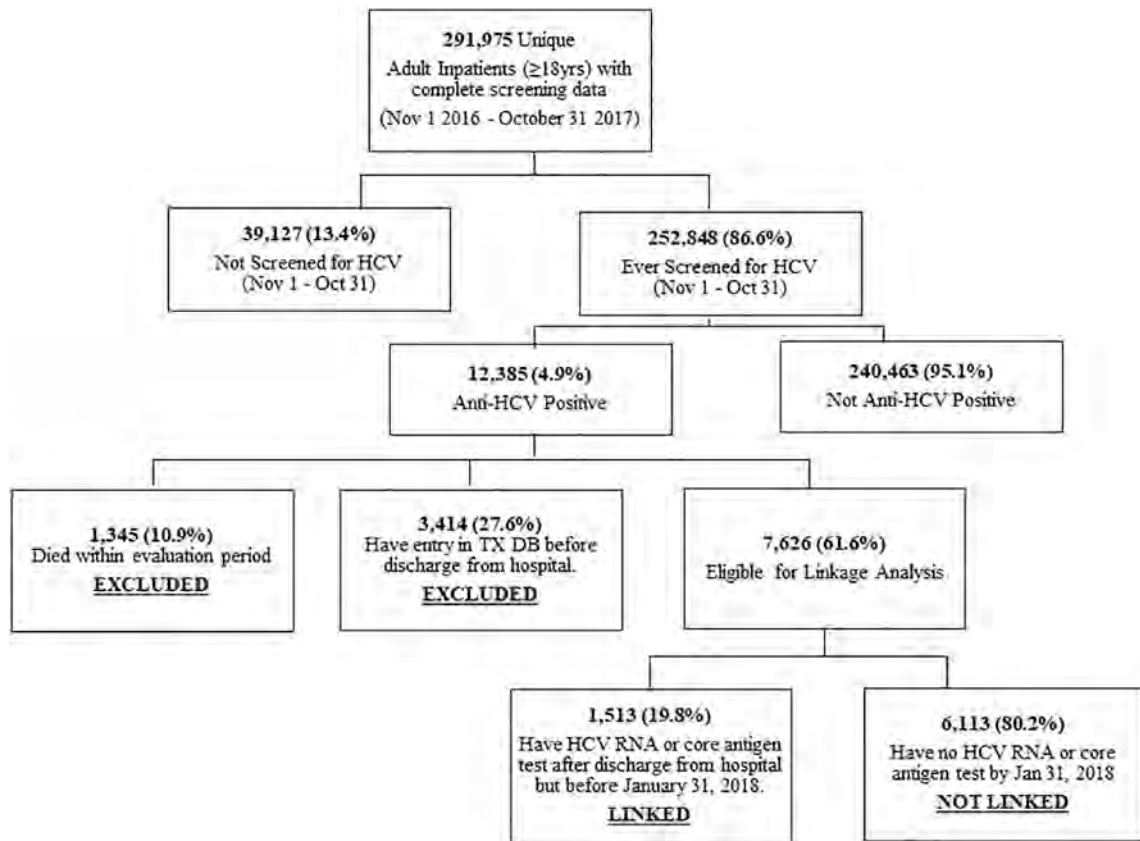 291,975 Unique
Adult Inpatients (≥18yrs) with
complete screening data
(Nov 1 2016 - October 31 2017)
39,127 (13.4%)
Not Screened for HCV
(Nov 1 - Oct 31)
252,848 (86.6%)
Ever Screened for HCV
(Nov 1 - Oct 31)
12,385 (4.9%)
Anti-HCV Positive
240,463 (95.1%)
Not Anti-HCV Positive
1,345 (10.9%)
Died within evaluation period
EXCLUDED
3,414 (27.6%)
Have entry in TX DB before
discharge from hospital.
EXCLUDED
7,626 (61.6%)
Eligible for Linkage Analysis
1,513 (19.8%)
Have HCV RNA or core antigen
test after discharge from hospital
but before January 31, 2018.
LINKED
6,113 (80.2%)
Have no HCV RNA or core
antigen test by Jan 31, 2018
NOT LINKED